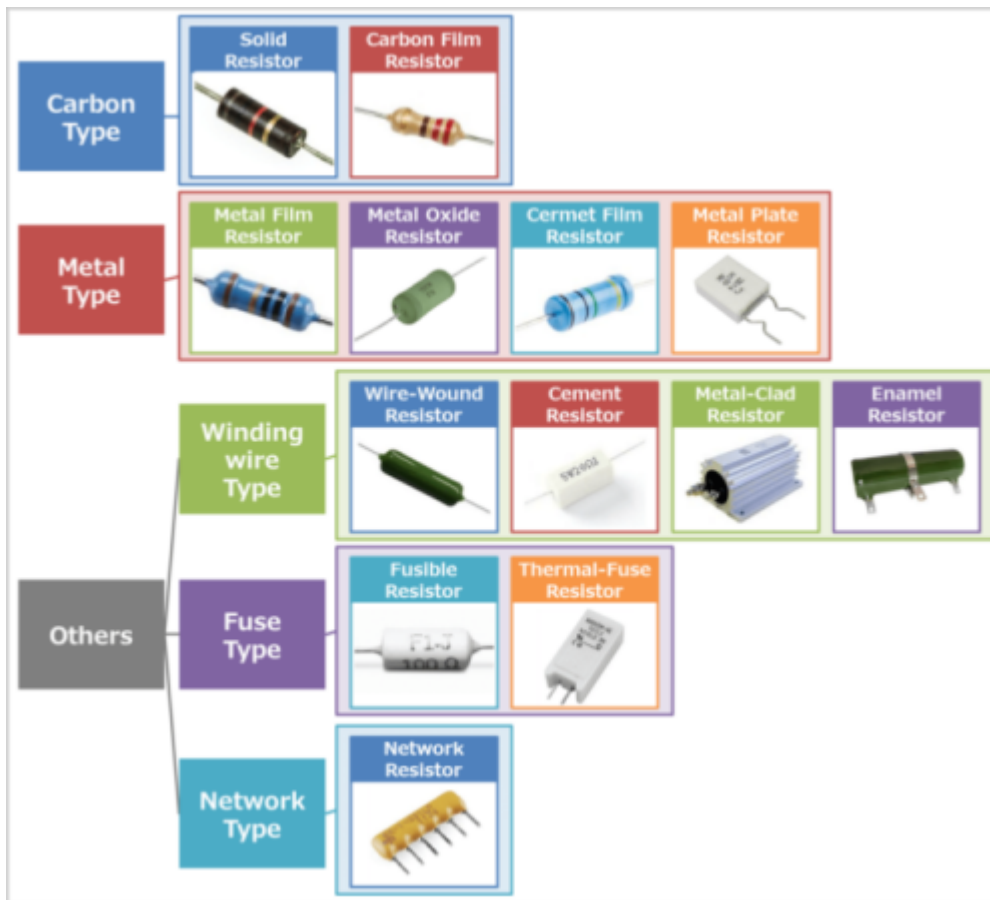 Solid
Resistor
Carbon Film
Resistor
Carbon
Type
Metal Film
Resistor
Metal Oxide
Resistor
Cermet Film
Resistor
Metal Plate
Resistor
Metal
Type
Wire-Wound
Resistor
Cement
Resistor
Metal-Clad
Resistor
Enamel
Resistor
Winding
wire
Type
Fusible
Resistor
Thermal-Fuse
Resistor
F1-J
100Ω
Others
Fuse
Type
Network
Resistor
Network
Type